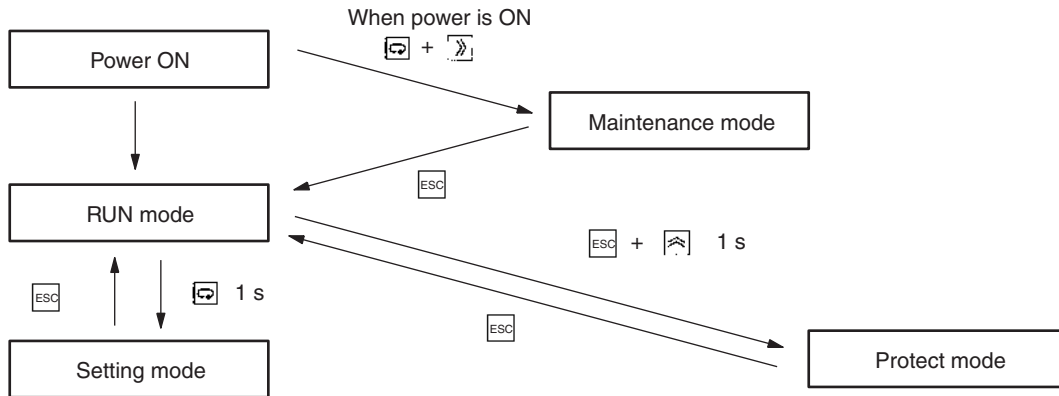 When power is ON
Power ON
+
Maintenance mode
ESC
RUN mode
ESC + 1 s
ESC
1 s
ESC
Setting mode
Protect mode